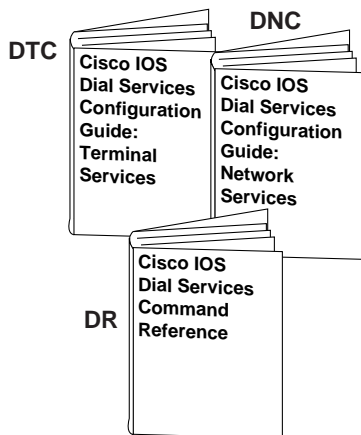 DTC
Cisco IOS
Dial Services
Configuration
Guide:
Terminal
Services
DNC
Cisco IOS
Dial Services
Configuration
Guide:
Network
Services
DR
Cisco IOS
Dial Services
Command
Reference